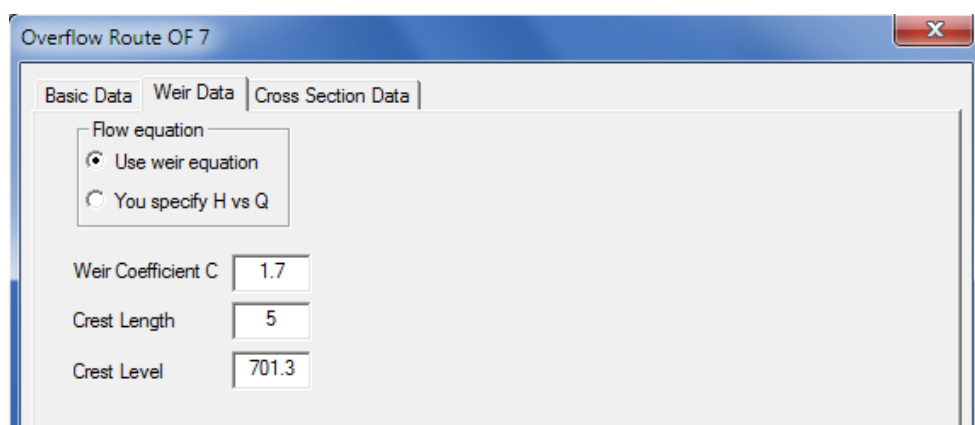 Overflow Route OF 7
x
Basic Data Weir Data Cross Section Data
Flow equation
Use weir equation
You specify H vs Q
Weir Coefficient C 1.7
Crest Length 5
Crest Level 701.3